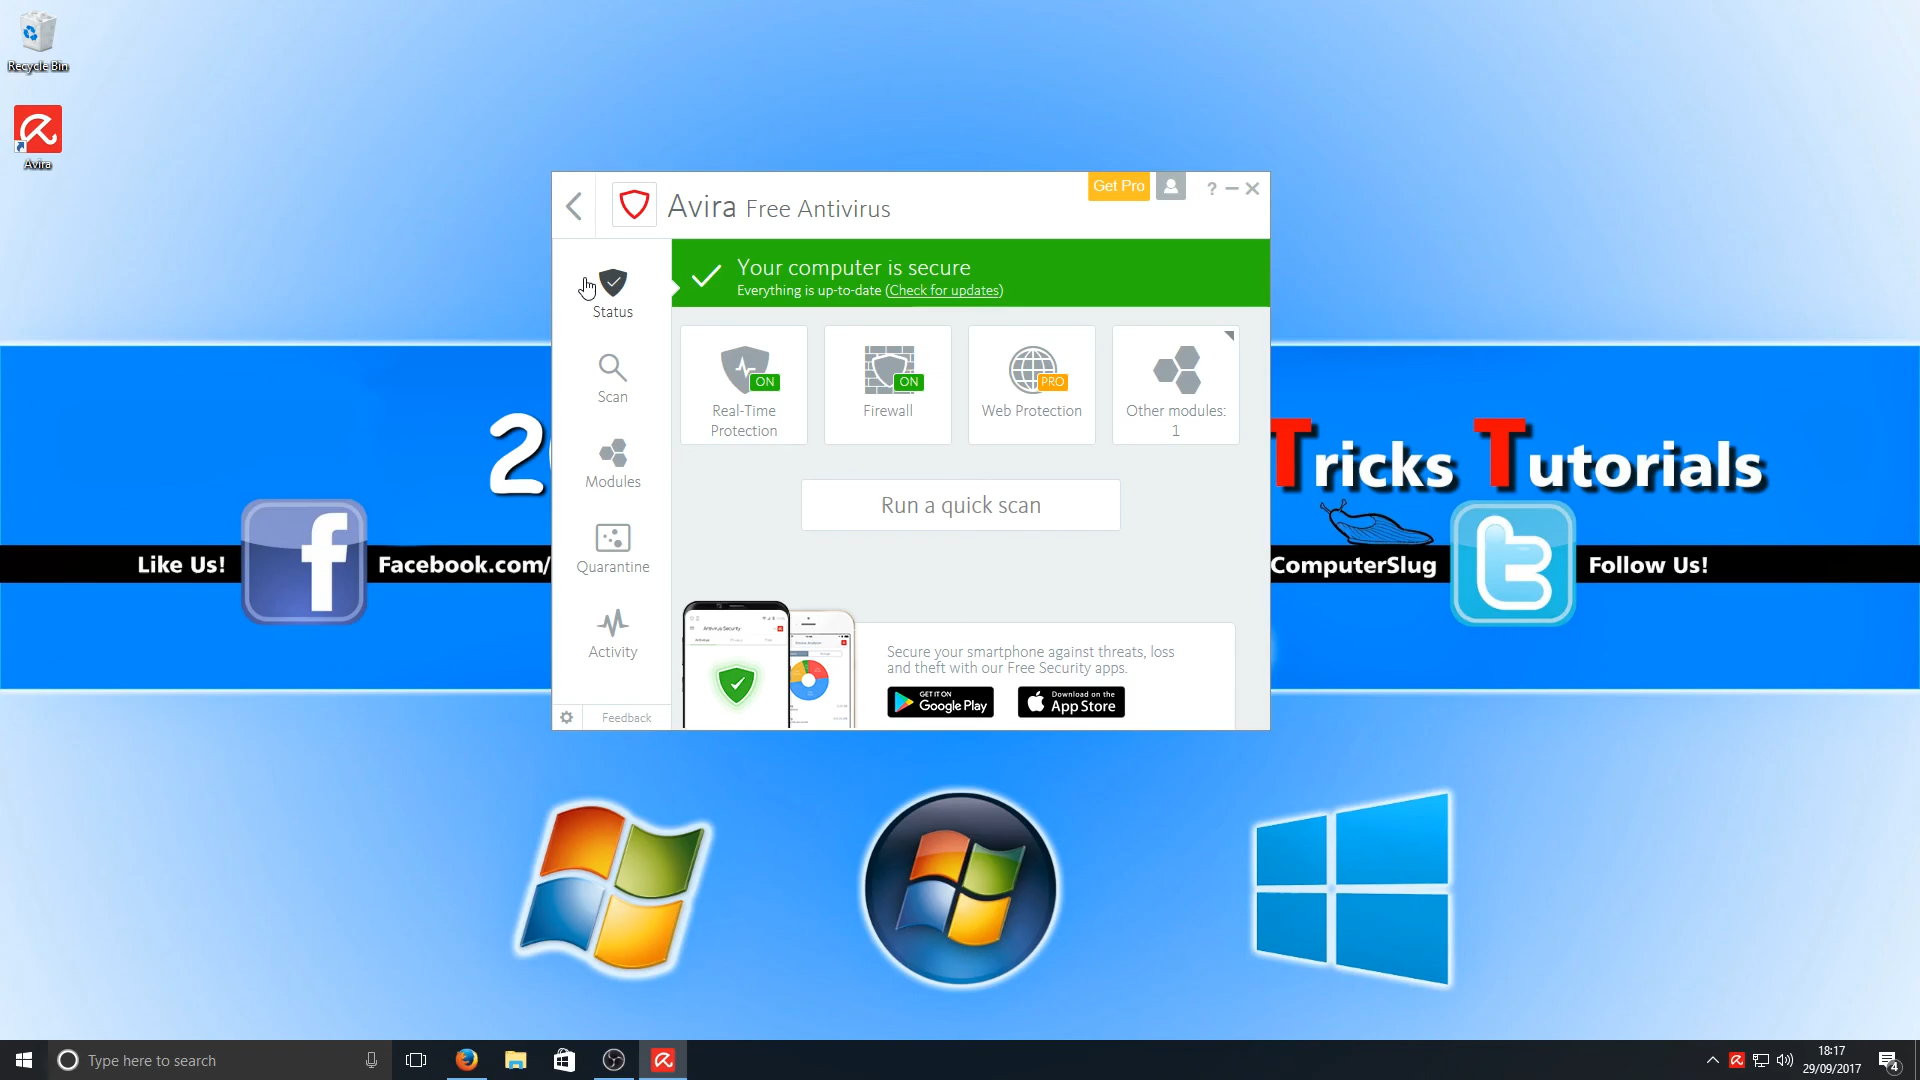 Recycle Bin
Avira
Avira Free Antivirus
Get Pro
?
Your computer is secure
Everything is up-to-date (Check for updates)
Status
Scan
Modules
Quarantine
Activity
Feedback
ON
Real-Time
Protection
ON
Firewall
PRO
Web Protection
Other modules:
1
Run a quick scan
Antivirus Security
Secure your smartphone against threats, loss
and theft with our Free Security apps.
GET IT ON
Google Play
Download on the
App Store
2
Tricks Tutorials
Like Us!
f
Facebook.com/
ComputerSlug
t
Follow Us!
Type here to search
18:17
29/09/2017
4